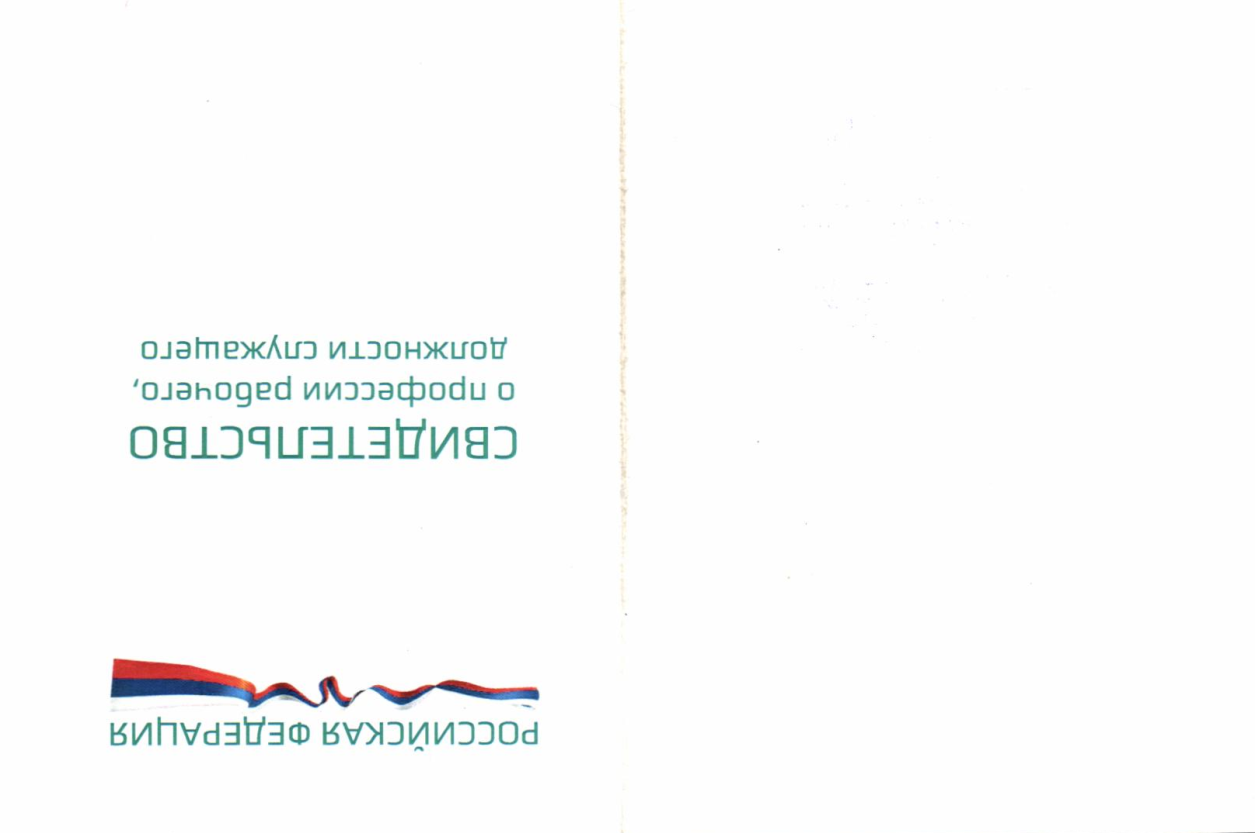 РОССИЙСКАЯ ФЕДЕРАЦИЯ
СВИДЕТЕЛЬСТВО
о профессии рабочего,
должности служащего